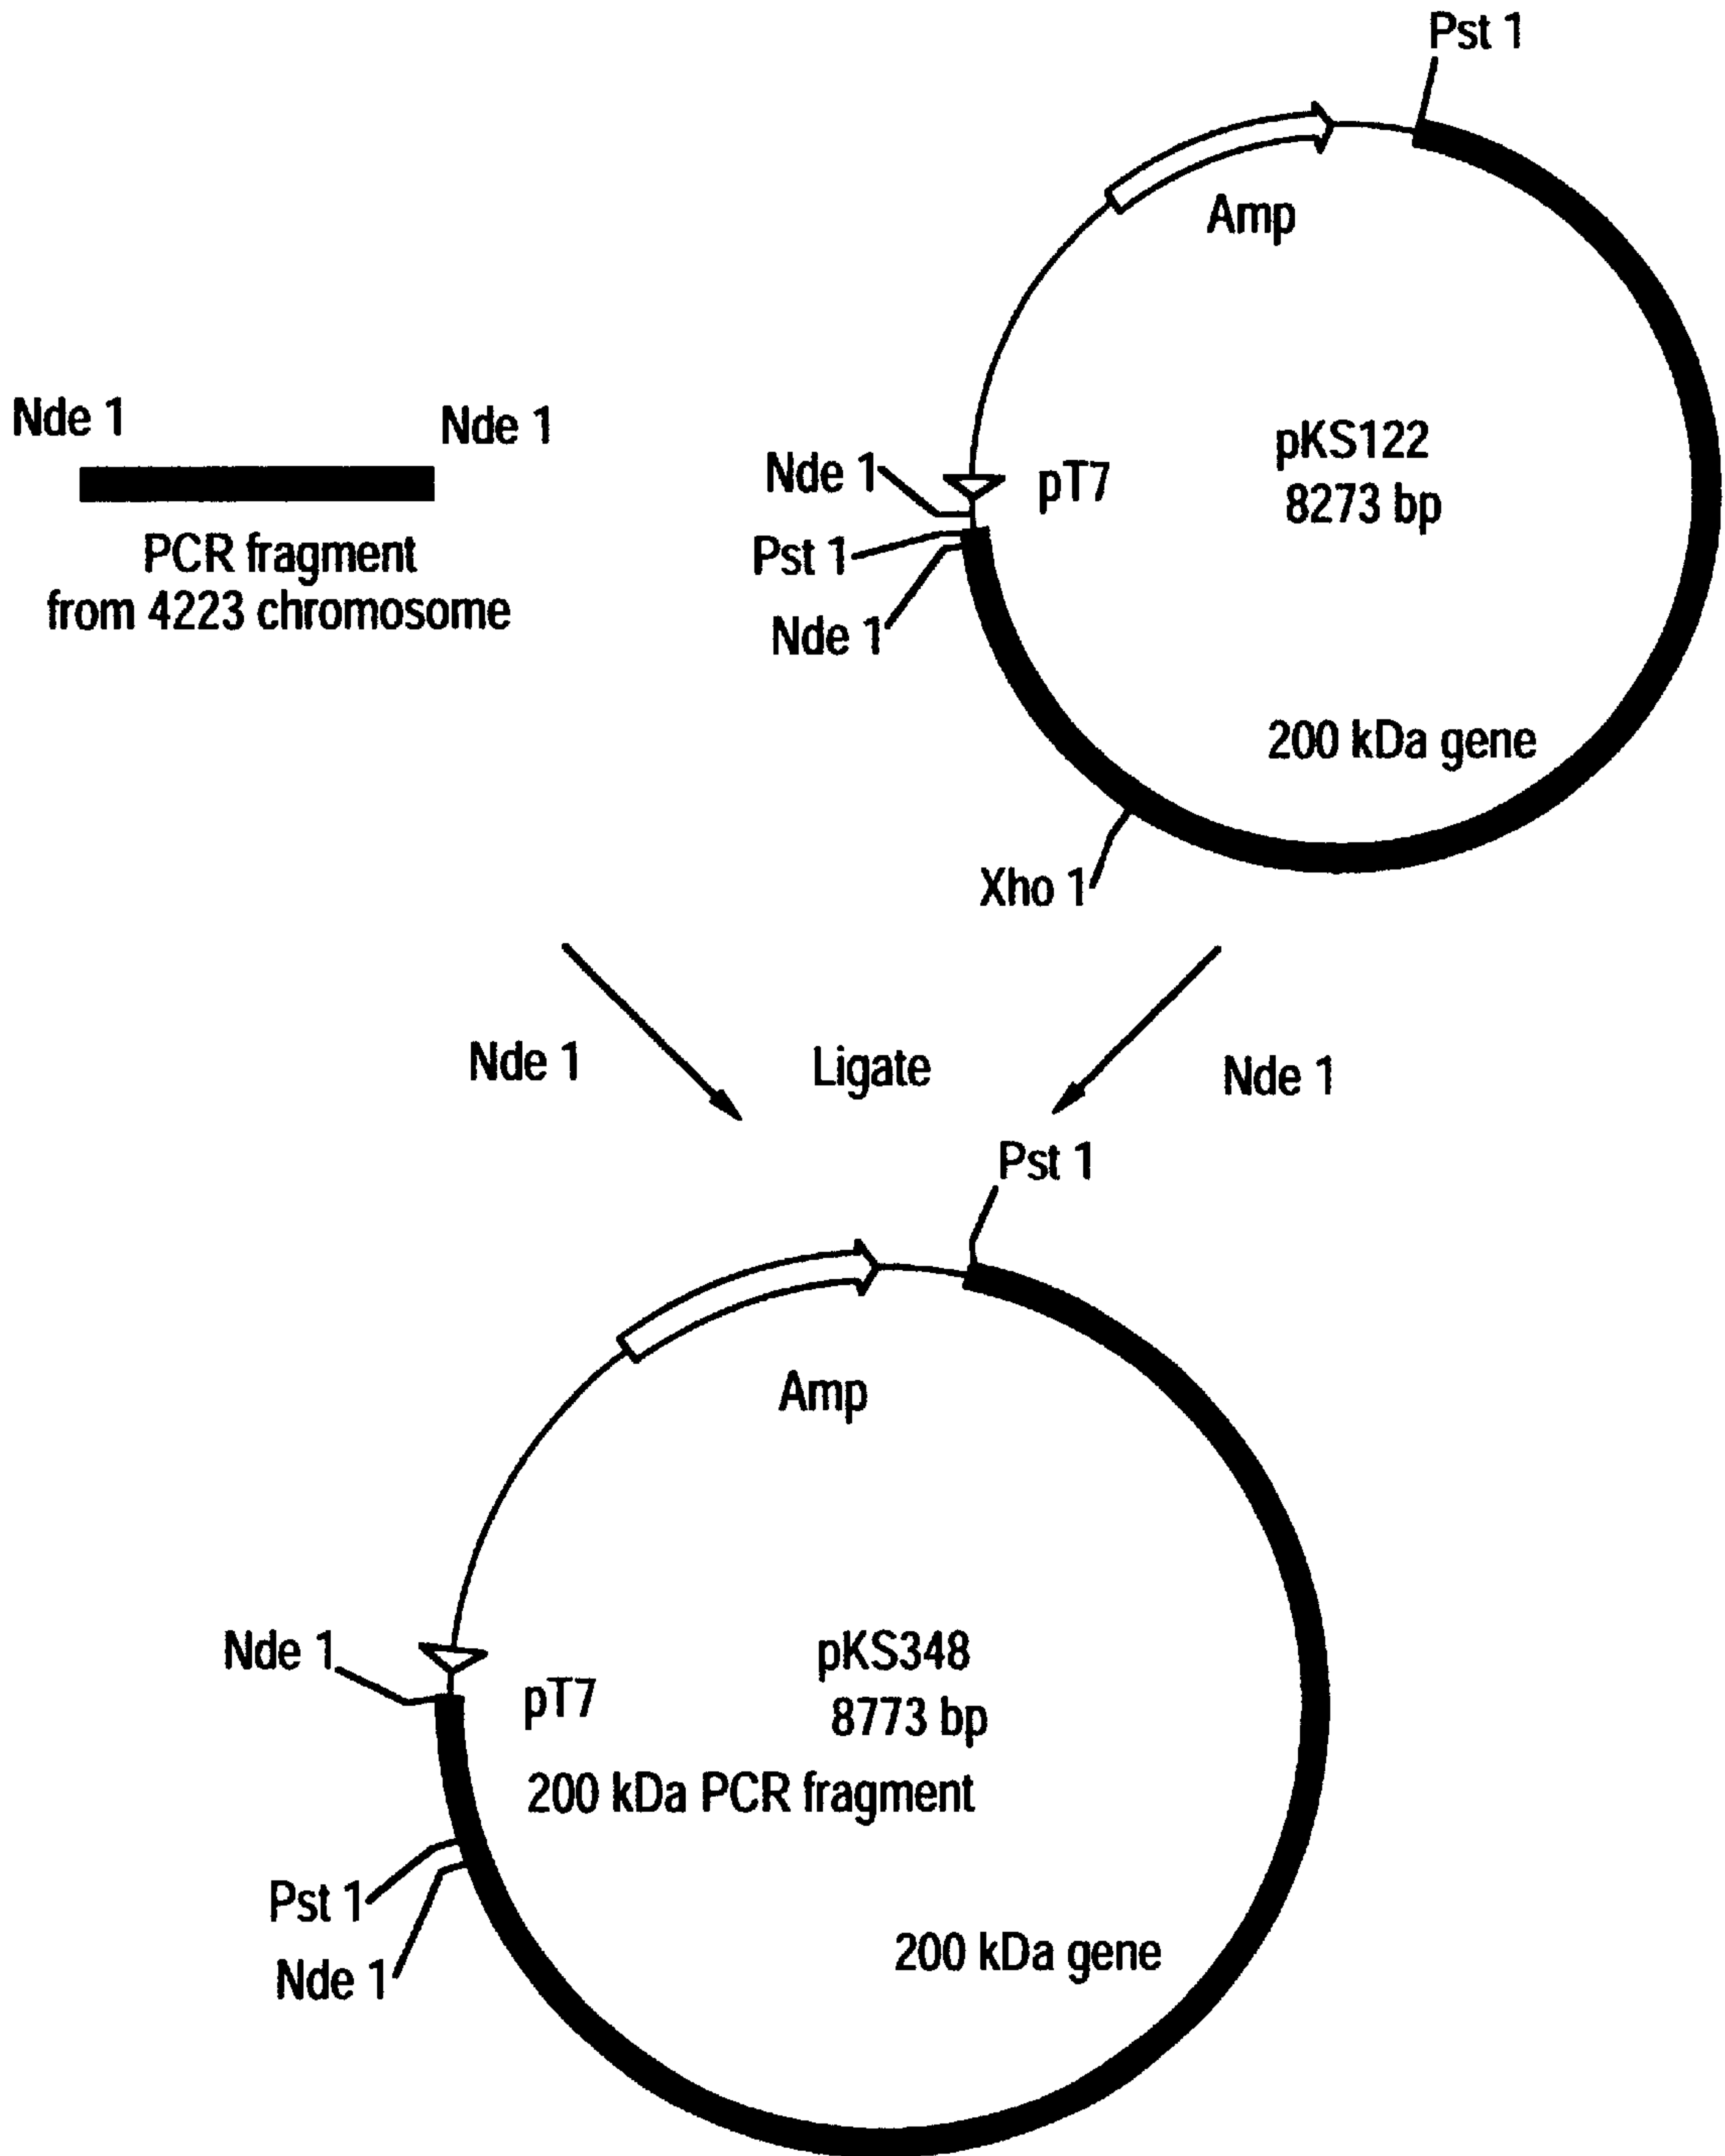 Pst 1
Amp
Nde 1
Nde 1
pKS122
8273 bp
Nde 1
pT7
Pst 1
Nde 1
PCR fragment
from 4223 chromosome
200 kDa gene
Xho 1
Nde 1
Ligate
Nde 1
Pst 1
Amp
Nde 1
pT7
pKS348
8773 bp
200 kDa PCR fragment
Pst 1
Nde 1
200 kDa gene